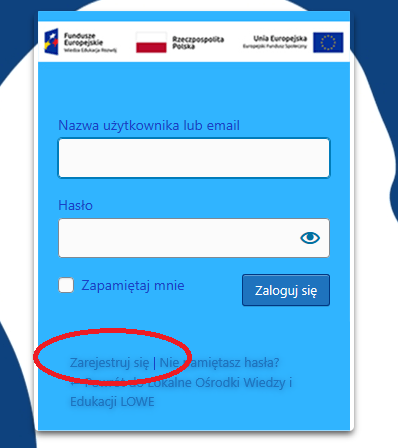 Fundusze
Europejskie
Wiedza Edukacja Rozwój
Rzeczpospolita
Polska
Unia Europejska
Europejski Fundusz Społeczny
Nazwa użytkownika lub email
Hasło
Zapamiętaj mnie
Zaloguj się
Zarejestruj się | Nie pamiętasz hasła?
← Powrót do Lokalne Ośrodki Wiedzy i
Edukacji LOWE